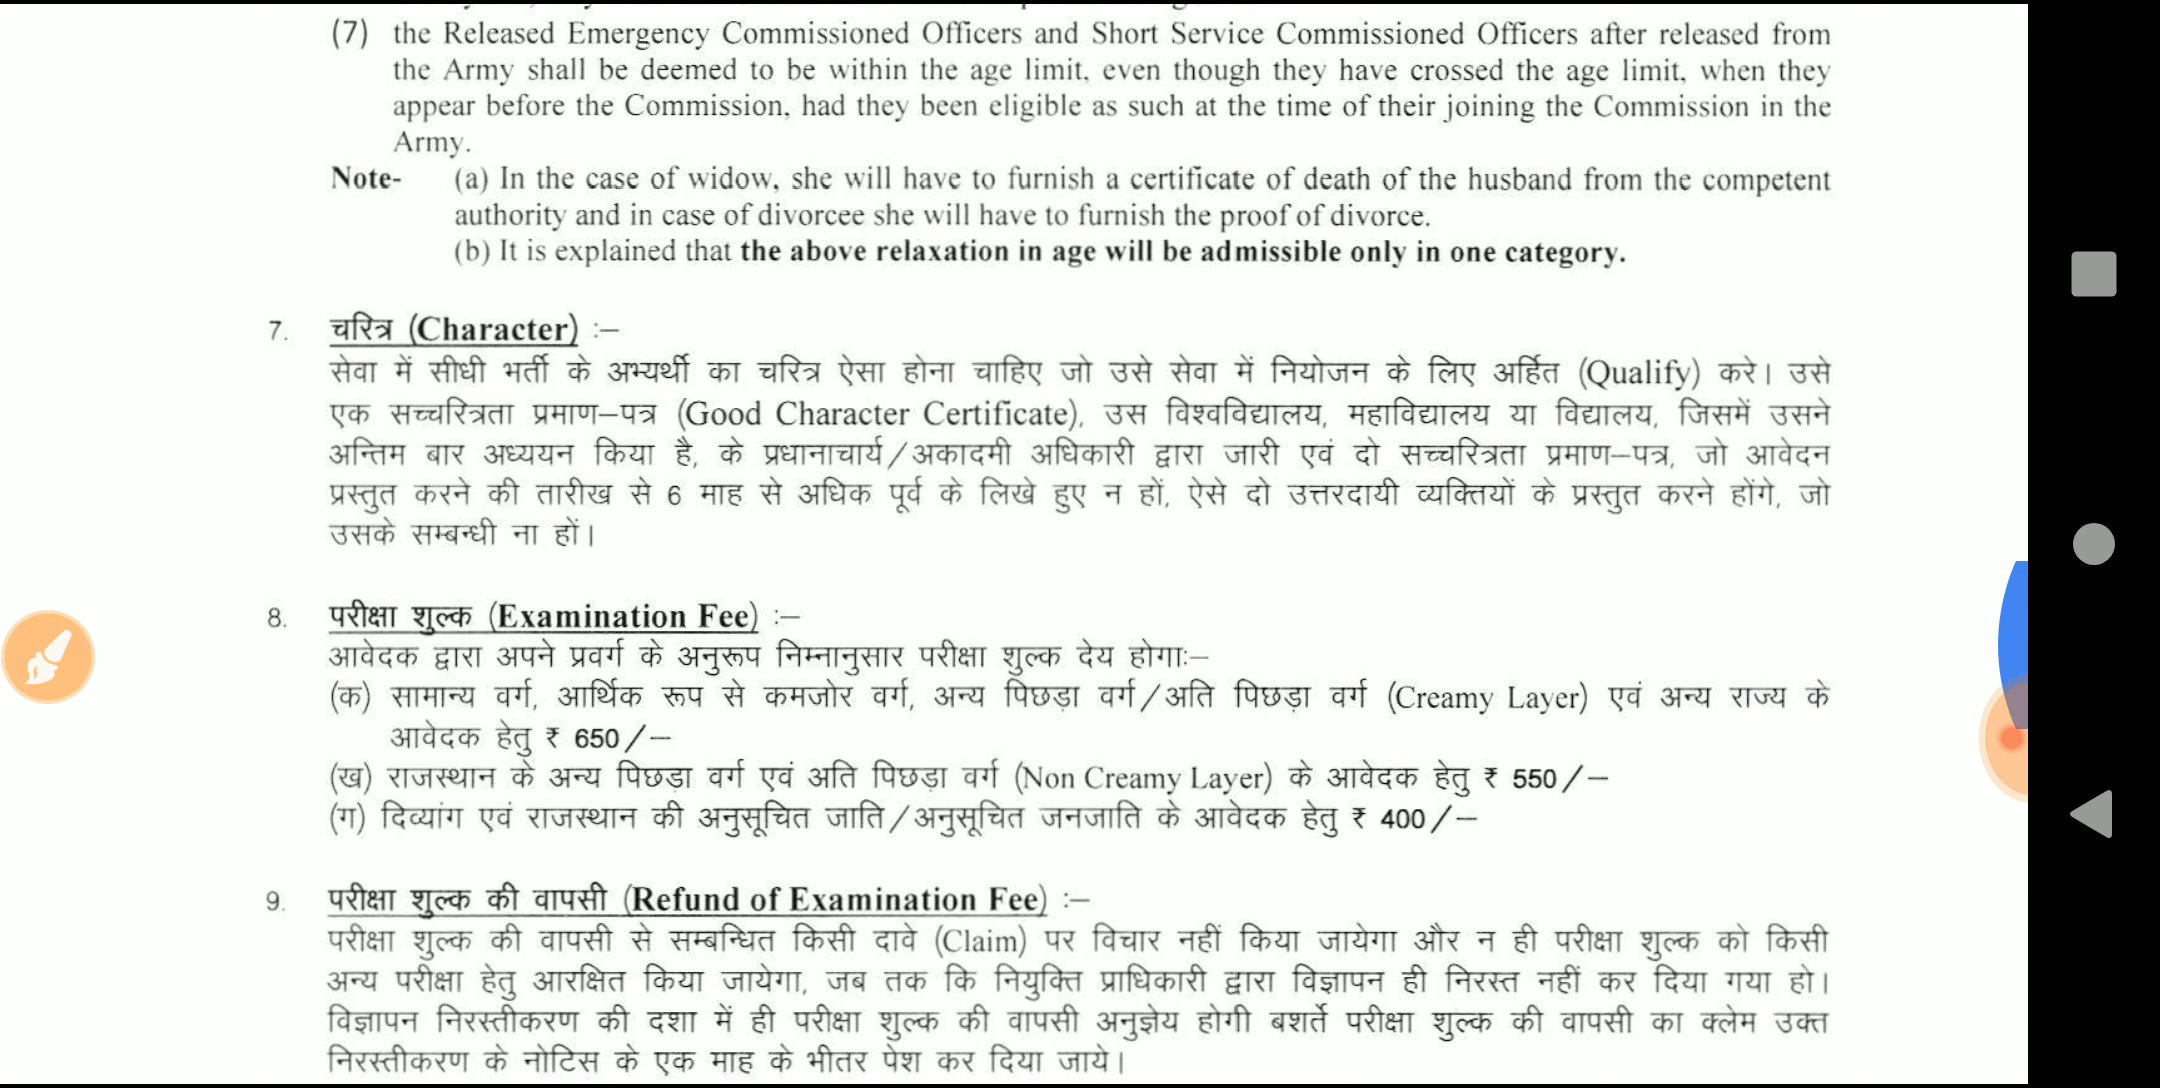 (7) the Released Emergency Commissioned Officers and Short Service Commissioned Officers after released from
the Army shall be deemed to be within the age limit, even though they have crossed the age limit, when they
appear before the Commission, had they been eligible as such at the time of their joining the Commission in the
Army.
Note- (a) In the case of widow, she will have to furnish a certificate of death of the husband from the competent
authority and in case of divorcee she will have to furnish the proof of divorce.
(b) It is explained that the above relaxation in age will be admissible only in one category.
7. चरित्र (Character) :–
सेवा में सीधी भर्ती के अभ्यर्थी का चरित्र ऐसा होना चाहिए जो उसे सेवा में नियोजन के लिए अर्हित (Qualify) करे। उसे
एक सच्चरित्रता प्रमाण–पत्र (Good Character Certificate), उस विश्वविद्यालय, महाविद्यालय या विद्यालय, जिसमें उसने
अन्तिम बार अध्ययन किया है, के प्रधानाचार्य/अकादमी अधिकारी द्वारा जारी एवं दो सच्चरित्रता प्रमाण–पत्र, जो आवेदन
प्रस्तुत करने की तारीख से 6 माह से अधिक पूर्व के लिखे हुए न हों, ऐसे दो उत्तरदायी व्यक्तियों के प्रस्तुत करने होंगे, जो
उसके सम्बन्धी ना हों।
8. परीक्षा शुल्क (Examination Fee) :–
आवेदक द्वारा अपने प्रवर्ग के अनुरूप निम्नानुसार परीक्षा शुल्क देय होगाः–
(क) सामान्य वर्ग, आर्थिक रूप से कमजोर वर्ग, अन्य पिछड़ा वर्ग/अति पिछड़ा वर्ग (Creamy Layer) एवं अन्य राज्य के
आवेदक हेतु ₹ 650/–
(ख) राजस्थान के अन्य पिछड़ा वर्ग एवं अति पिछड़ा वर्ग (Non Creamy Layer) के आवेदक हेतु ₹ 550/–
(ग) दिव्यांग एवं राजस्थान की अनुसूचित जाति/अनुसूचित जनजाति के आवेदक हेतु ₹ 400/–
9. परीक्षा शुल्क की वापसी (Refund of Examination Fee) :–
परीक्षा शुल्क की वापसी से सम्बन्धित किसी दावे (Claim) पर विचार नहीं किया जायेगा और न ही परीक्षा शुल्क को किसी
अन्य परीक्षा हेतु आरक्षित किया जायेगा, जब तक कि नियुक्ति प्राधिकारी द्वारा विज्ञापन ही निरस्त नहीं कर दिया गया हो।
विज्ञापन निरस्तीकरण की दशा में ही परीक्षा शुल्क की वापसी अनुज्ञेय होगी बशर्ते परीक्षा शुल्क की वापसी का क्लेम उक्त
निरस्तीकरण के नोटिस के एक माह के भीतर पेश कर दिया जाये।